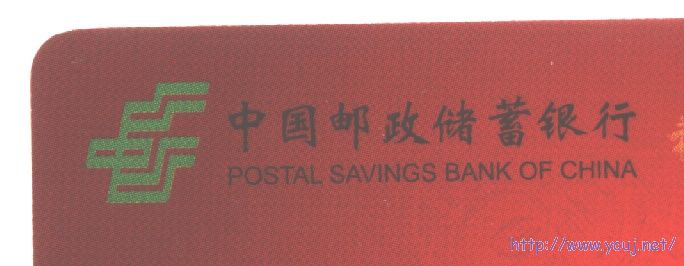 中国邮政储蓄银行
POSTAL SAVINGS BANK OF CHINA
http://www.youj.net/